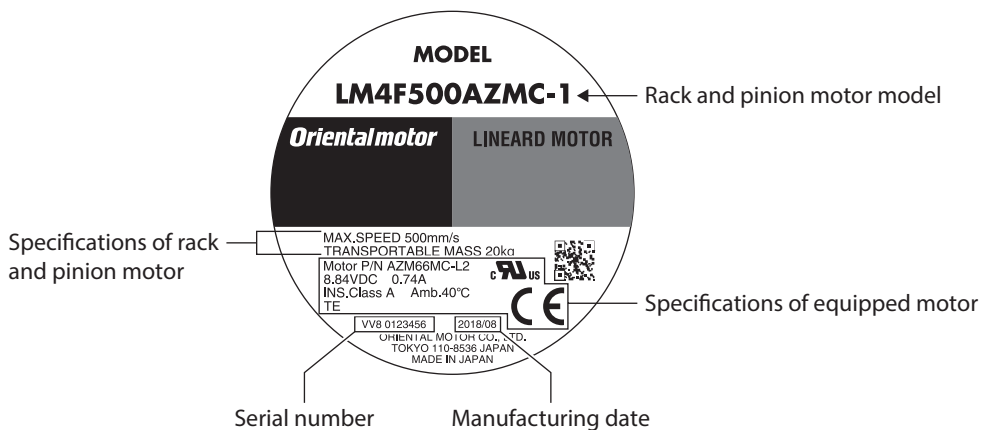 MODEL
LM4F500AZMC-1
Rack and pinion motor model
Orientalmotor
LINEARD MOTOR
Specifications of rack
and pinion motor
MAX.SPEED 500mm/s
TRANSPORTABLE MASS 20kg
Motor P/N AZM66MC-L2
8.84VDC 0.74A
INS.Class A Amb.40°C
TE
c RU US
CE
Specifications of equipped motor
VV8 0123456
2018/08
ORIENTAL MOTOR CO., LTD.
TOKYO 110-8536 JAPAN
MADE IN JAPAN
Serial number
Manufacturing date